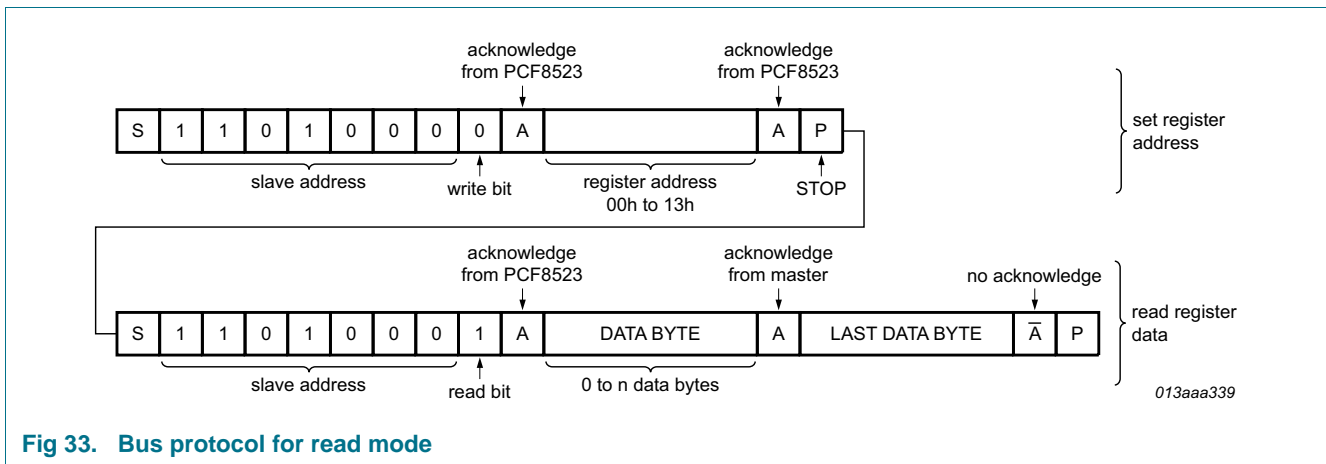 acknowledge
from PCF8523
acknowledge
from PCF8523
S 1 1 0 1 0 0 0 0 A A P
set register
address
slave address
write bit
register address
00h to 13h
STOP
acknowledge
from PCF8523
acknowledge
from master
no acknowledge
S 1 1 0 1 0 0 0 1 A DATA BYTE A LAST DATA BYTE A̅ P
read register
data
slave address
read bit
0 to n data bytes
013aaa339
Fig 33. Bus protocol for read mode